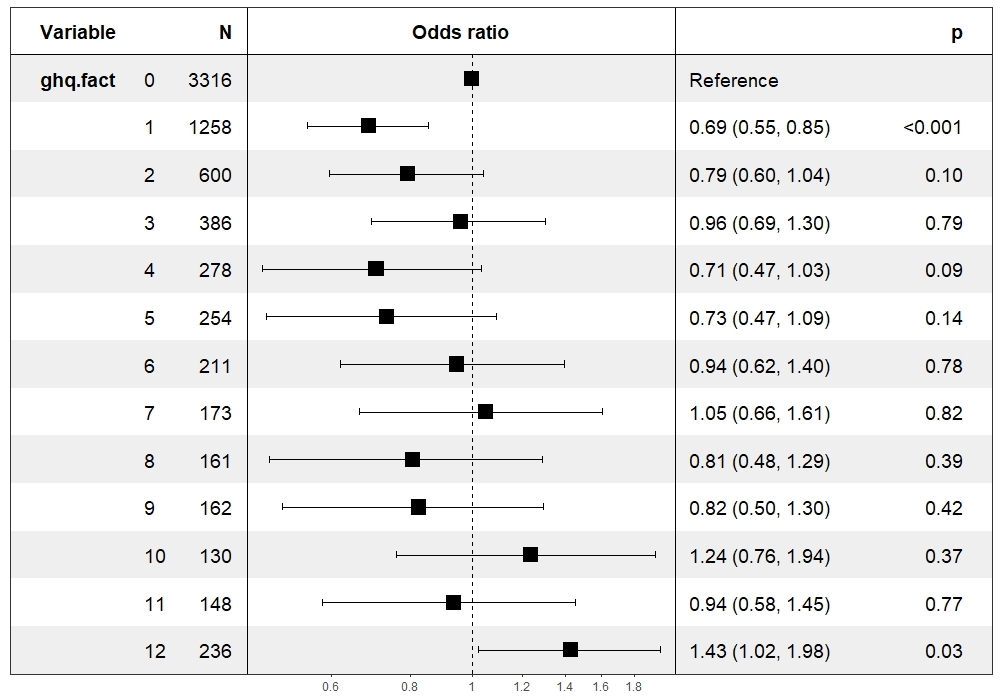 Variable N Odds ratio p
ghq.fact 0 3316 Reference
1 1258 0.69 (0.55, 0.85) <0.001
2 600 0.79 (0.60, 1.04) 0.10
3 386 0.96 (0.69, 1.30) 0.79
4 278 0.71 (0.47, 1.03) 0.09
5 254 0.73 (0.47, 1.09) 0.14
6 211 0.94 (0.62, 1.40) 0.78
7 173 1.05 (0.66, 1.61) 0.82
8 161 0.81 (0.48, 1.29) 0.39
9 162 0.82 (0.50, 1.30) 0.42
10 130 1.24 (0.76, 1.94) 0.37
11 148 0.94 (0.58, 1.45) 0.77
12 236 1.43 (1.02, 1.98) 0.03
0.6 0.8 1 1.2 1.4 1.6 1.8